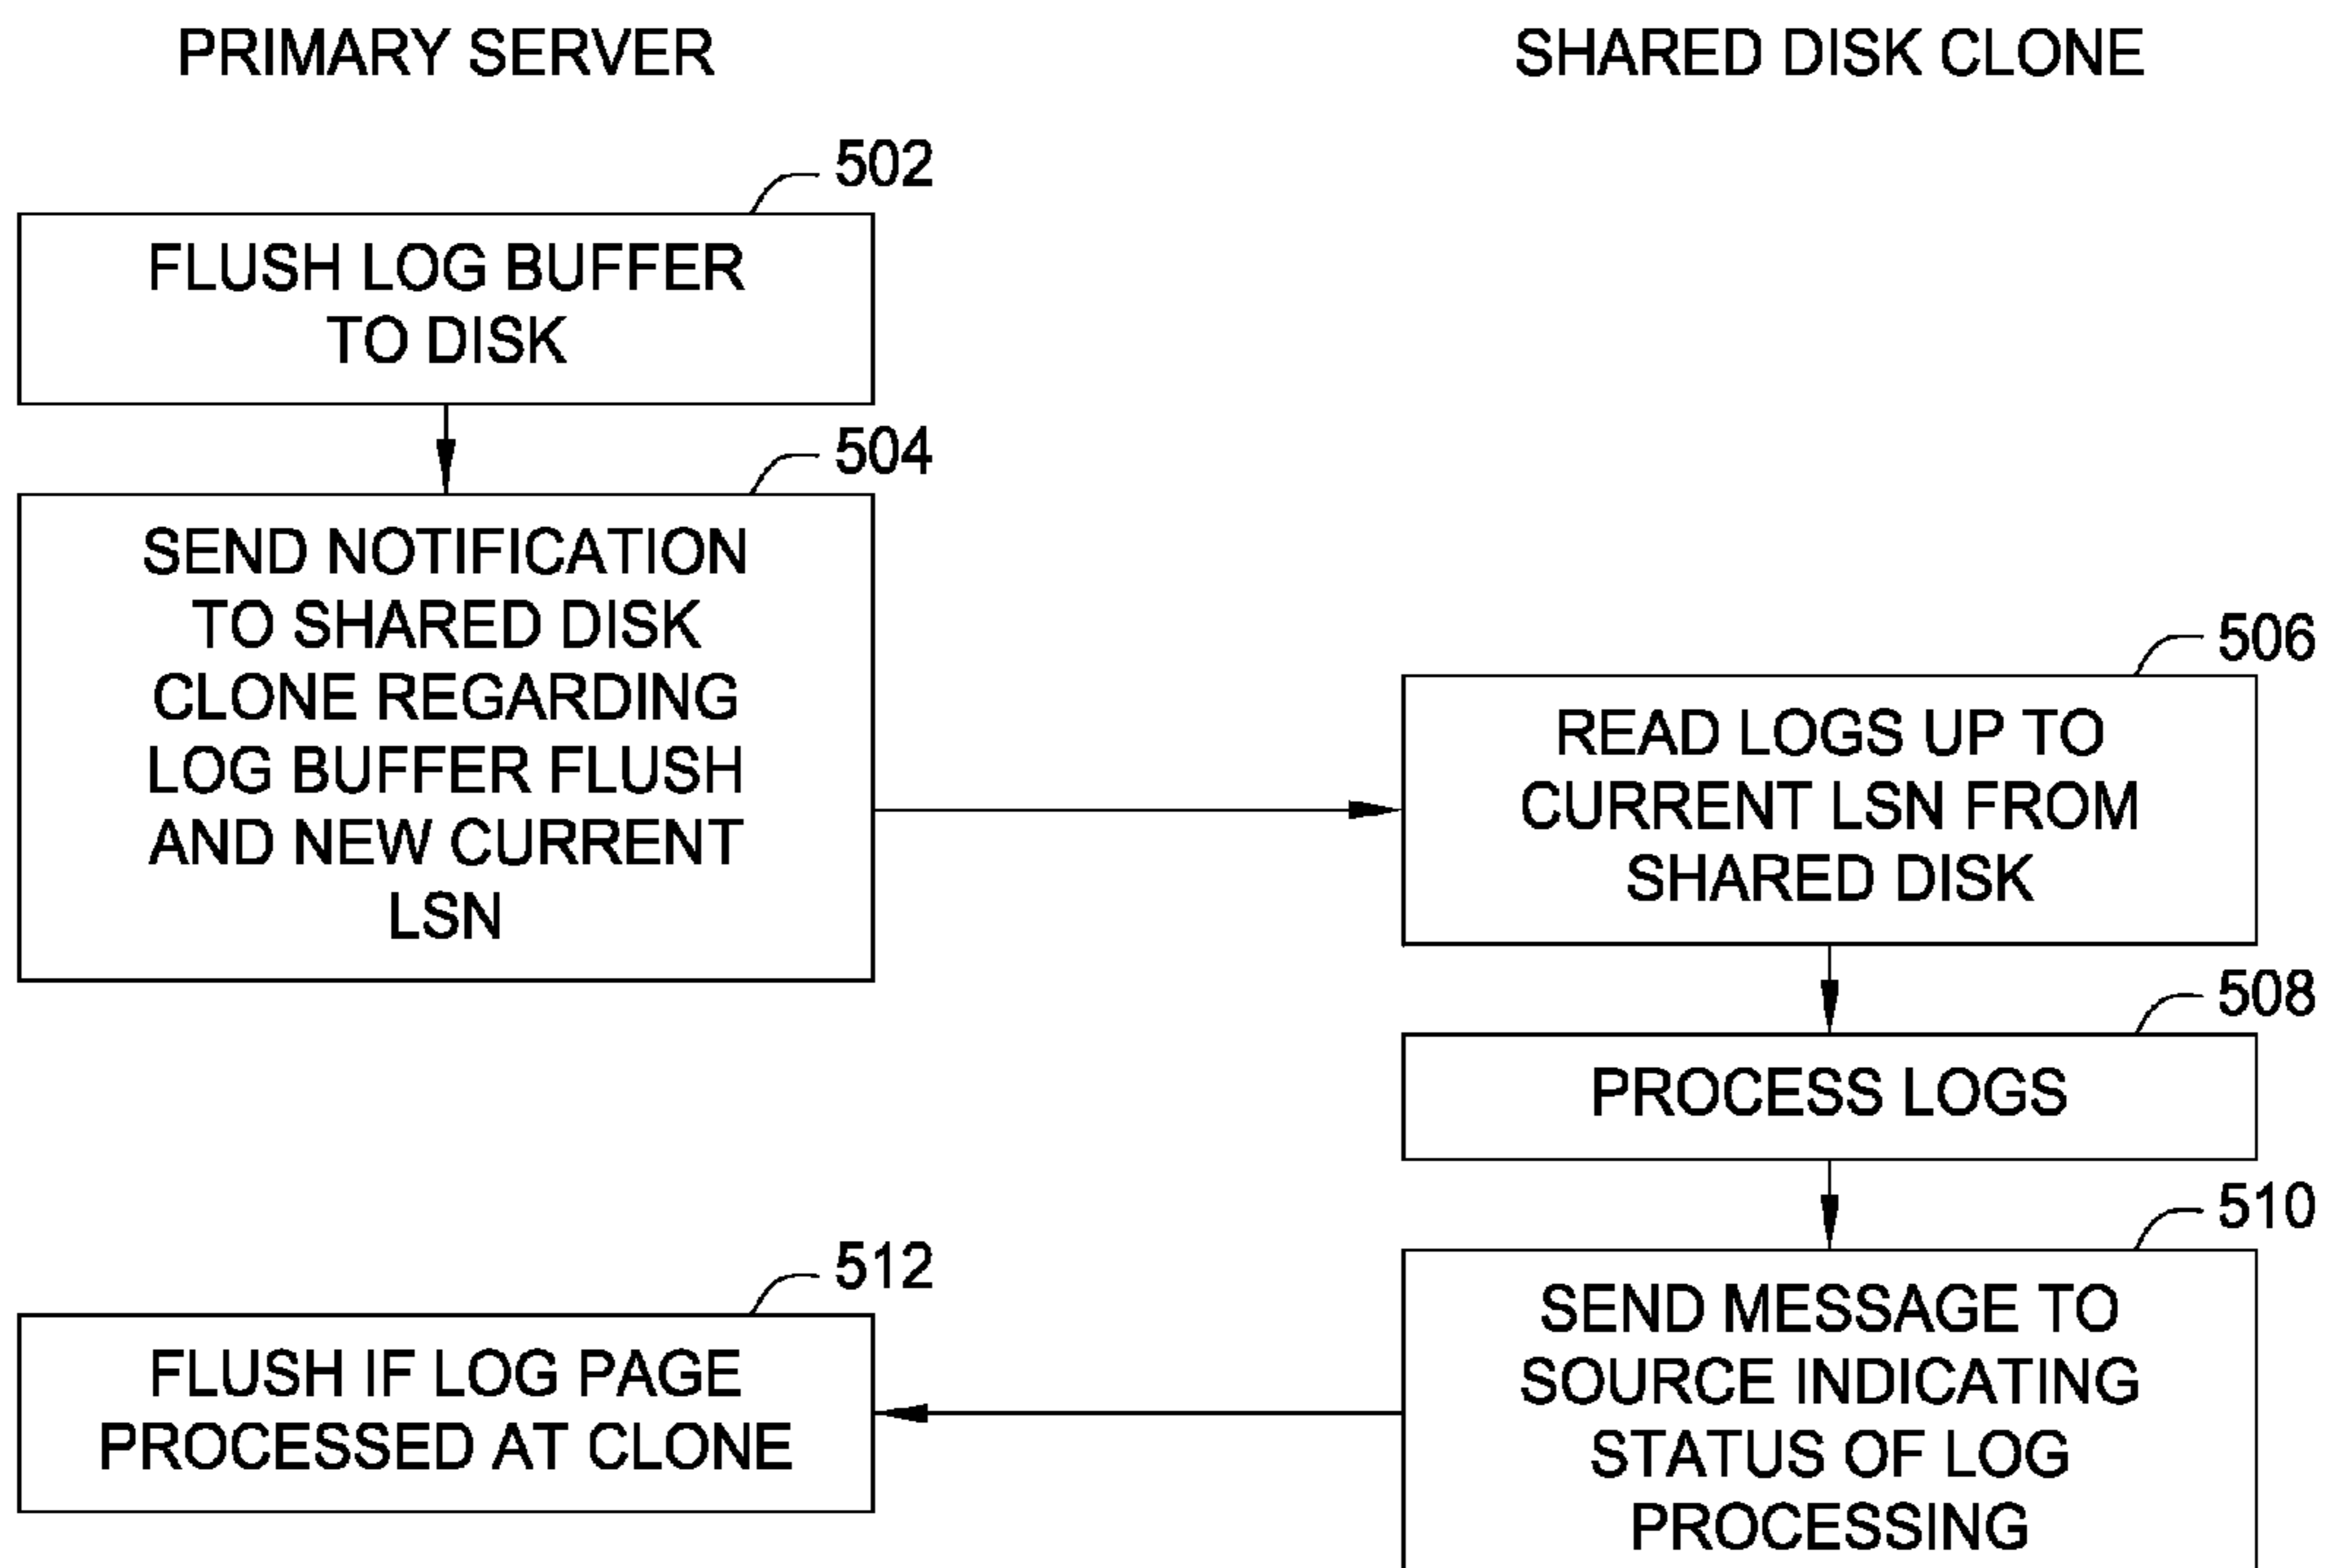 PRIMARY SERVER
SHARED DISK CLONE
502
FLUSH LOG BUFFER
TO DISK
504
SEND NOTIFICATION
TO SHARED DISK
CLONE REGARDING
LOG BUFFER FLUSH
AND NEW CURRENT
LSN
506
READ LOGS UP TO
CURRENT LSN FROM
SHARED DISK
508
PROCESS LOGS
510
SEND MESSAGE TO
SOURCE INDICATING
STATUS OF LOG
PROCESSING
512
FLUSH IF LOG PAGE
PROCESSED AT CLONE